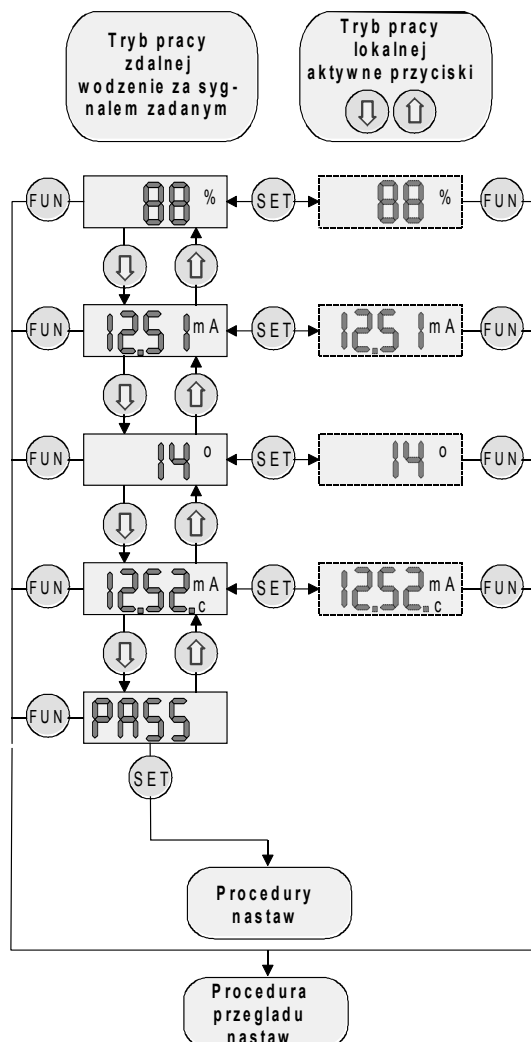 Tryb pracy
zdalnej
wodzenie za syg-
nalem zadanym
Tryb pracy
lokalnej
aktywne przyciski
FUN 88 % SET 88 % FUN
FUN 12.51 mA SET 12.51 mA FUN
FUN 14 o SET 14 o FUN
FUN 12.52. mA c SET 12.52. mA c FUN
FUN PASS
SET
Procedury
nastaw
Procedura
przegladu
nastaw